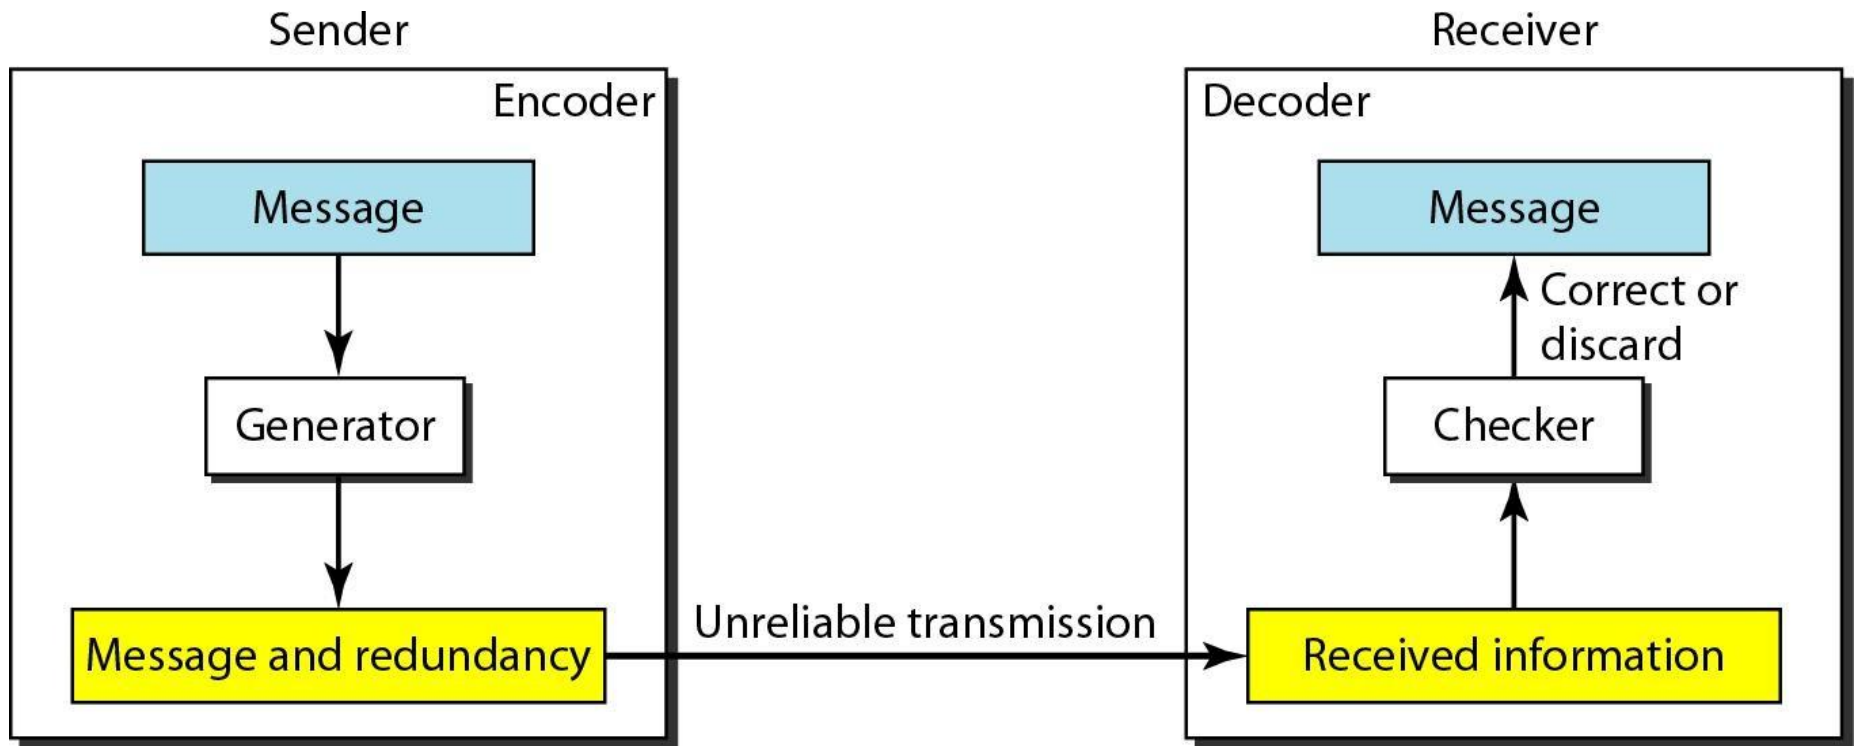 Sender
Encoder
Message
Generator
Message and redundancy
Unreliable transmission
Receiver
Decoder
Message
Correct or
discard
Checker
Received information